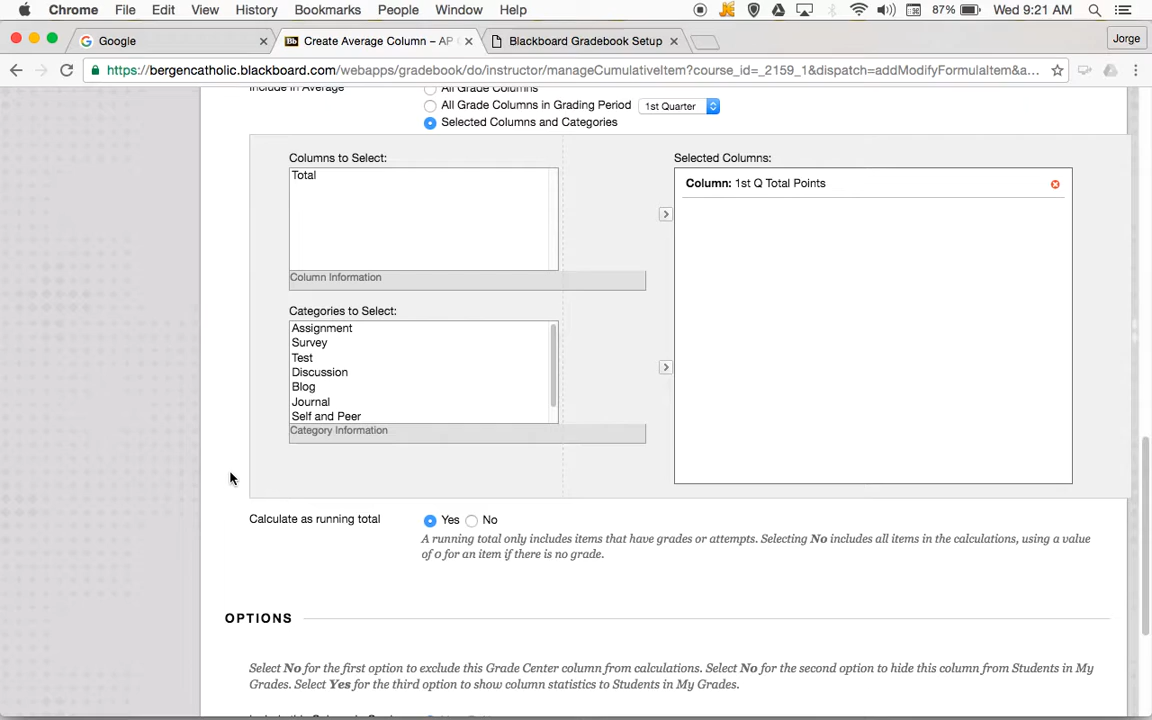 Chrome File Edit View History Bookmarks People Window Help 87% Wed 9:21 AM
Google Bb Create Average Column – AP Blackboard Gradebook Setup Jorge
https://bergencatholic.blackboard.com/webapps/gradebook/do/instructor/manageCumulativeItem?course_id=_2159_1&dispatch=addModifyFormulaItem&a...
Include in Average All Grade Columns
All Grade Columns in Grading Period 1st Quarter
Selected Columns and Categories
Columns to Select: Selected Columns:
Total
Column: 1st Q Total Points
Column Information
Categories to Select:
Assignment
Survey
Test
Discussion
Blog
Journal
Self and Peer
Category Information
Calculate as running total Yes No
A running total only includes items that have grades or attempts. Selecting No includes all items in the calculations, using a value
of 0 for an item if there is no grade.
OPTIONS
Select No for the first option to exclude this Grade Center column from calculations. Select No for the second option to hide this column from Students in My
Grades. Select Yes for the third option to show column statistics to Students in My Grades.